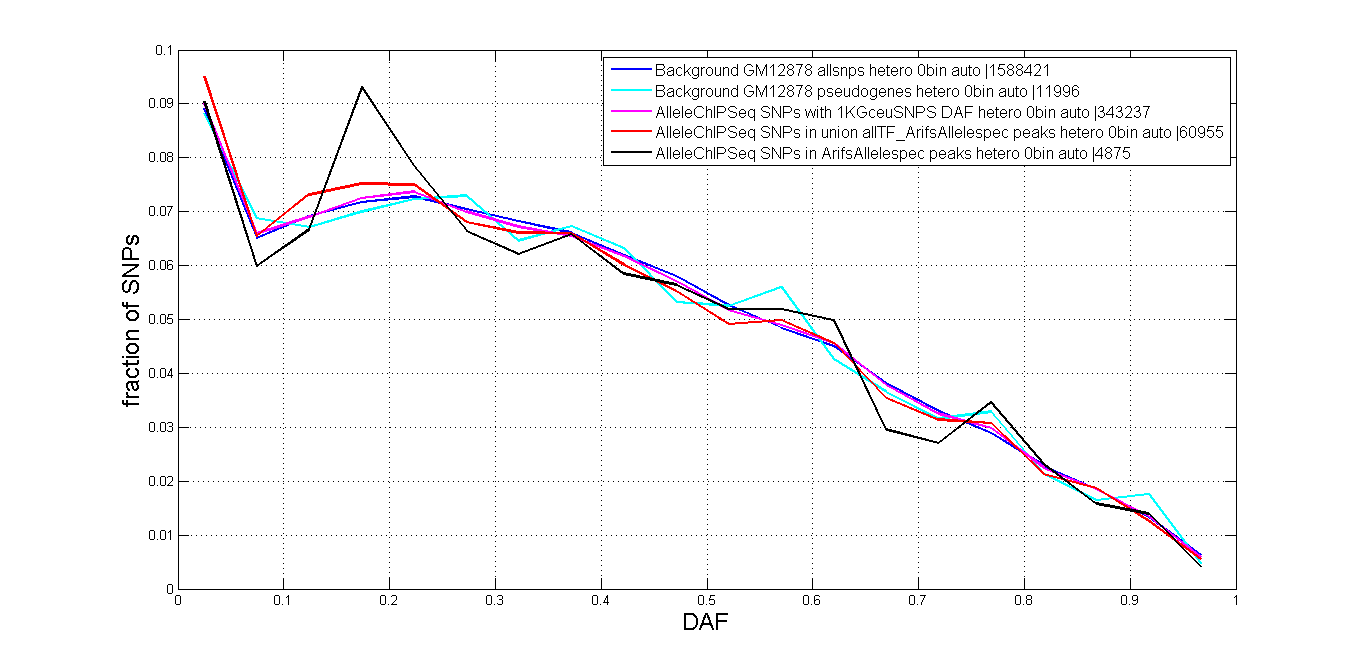 0.1
0.09
0.08
0.07
0.06
0.05
0.04
0.03
0.02
0.01
0
fraction of SNPs
Background GM12878 allsnps hetero 0bin auto |1588421
Background GM12878 pseudogenes hetero 0bin auto |11996
AlleleChIPSeq SNPs with 1KGceuSNPS DAF hetero 0bin auto |343237
AlleleChIPSeq SNPs in union allTF_ArifsAllelespec peaks hetero 0bin auto |60955
AlleleChIPSeq SNPs in ArifsAllelespec peaks hetero 0bin auto |4875
0 0.1 0.2 0.3 0.4 0.5 0.6 0.7 0.8 0.9 1
DAF